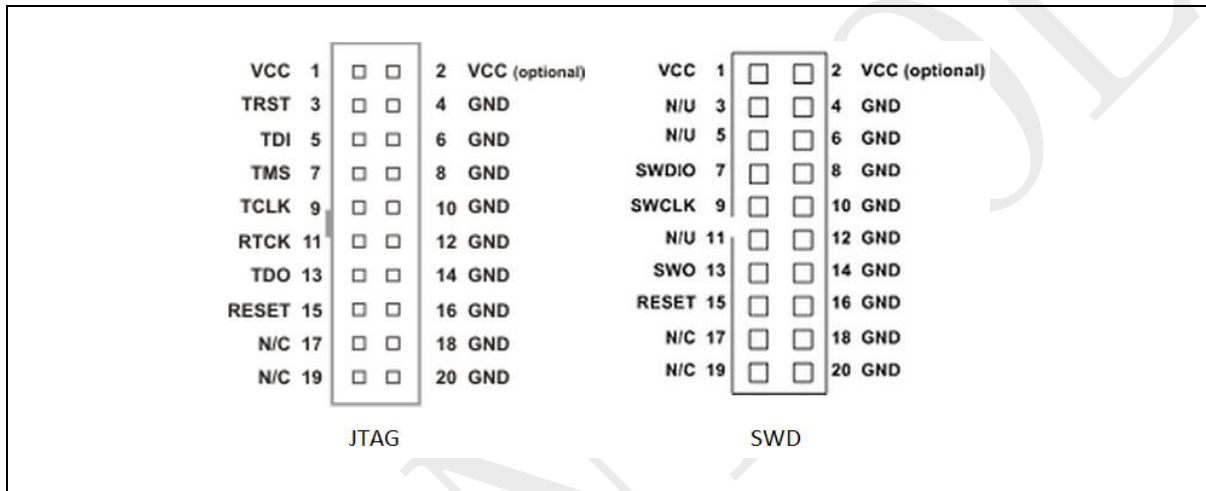 VCC 1 2 VCC (optional)
TRST 3 4 GND
TDI 5 6 GND
TMS 7 8 GND
TCLK 9 10 GND
RTCK 11 12 GND
TDO 13 14 GND
RESET 15 16 GND
N/C 17 18 GND
N/C 19 20 GND
JTAG
VCC 1 2 VCC (optional)
N/U 3 4 GND
N/U 5 6 GND
SWDIO 7 8 GND
SWCLK 9 10 GND
N/U 11 12 GND
SWO 13 14 GND
RESET 15 16 GND
N/C 17 18 GND
N/C 19 20 GND
SWD